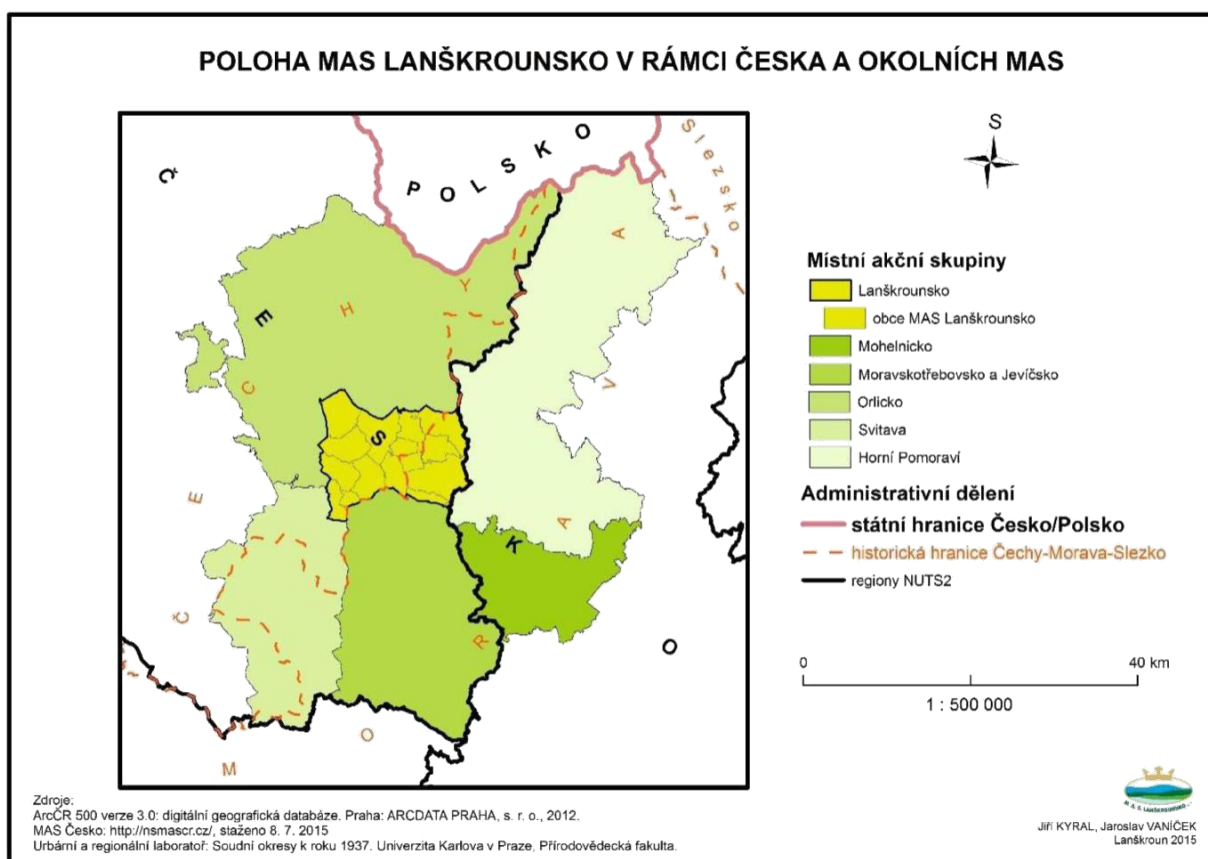 POLOHA MAS LANŠKROUNSKO V RÁMCI ČESKA A OKOLNÍCH MAS
POLSKO
Slezsko
ČESKO
ČECHY
MORAVA
S
Místní akční skupiny
Lanškrounsko
obce MAS Lanškrounsko
Mohelnicko
Moravskotřebovsko a Jevíčsko
Orlicko
Svitava
Horní Pomoraví
Administrativní dělení
státní hranice Česko/Polsko
historická hranice Čechy-Morava-Slezko
regiony NUTS2
0 40 km
1 : 500 000
Zdroje:
ArcČR 500 verze 3.0: digitální geografická databáze. Praha: ARCDATA PRAHA, s. r. o., 2012.
MAS Česko: http://nsmascr.cz/, staženo 8. 7. 2015
Urbární a regionální laboratoř: Soudní okresy k roku 1937. Univerzita Karlova v Praze, Přírodovědecká fakulta.
M. A. S. LANŠKROUNSKO
Jiří KYRAL, Jaroslav VANÍČEK
Lanškroun 2015